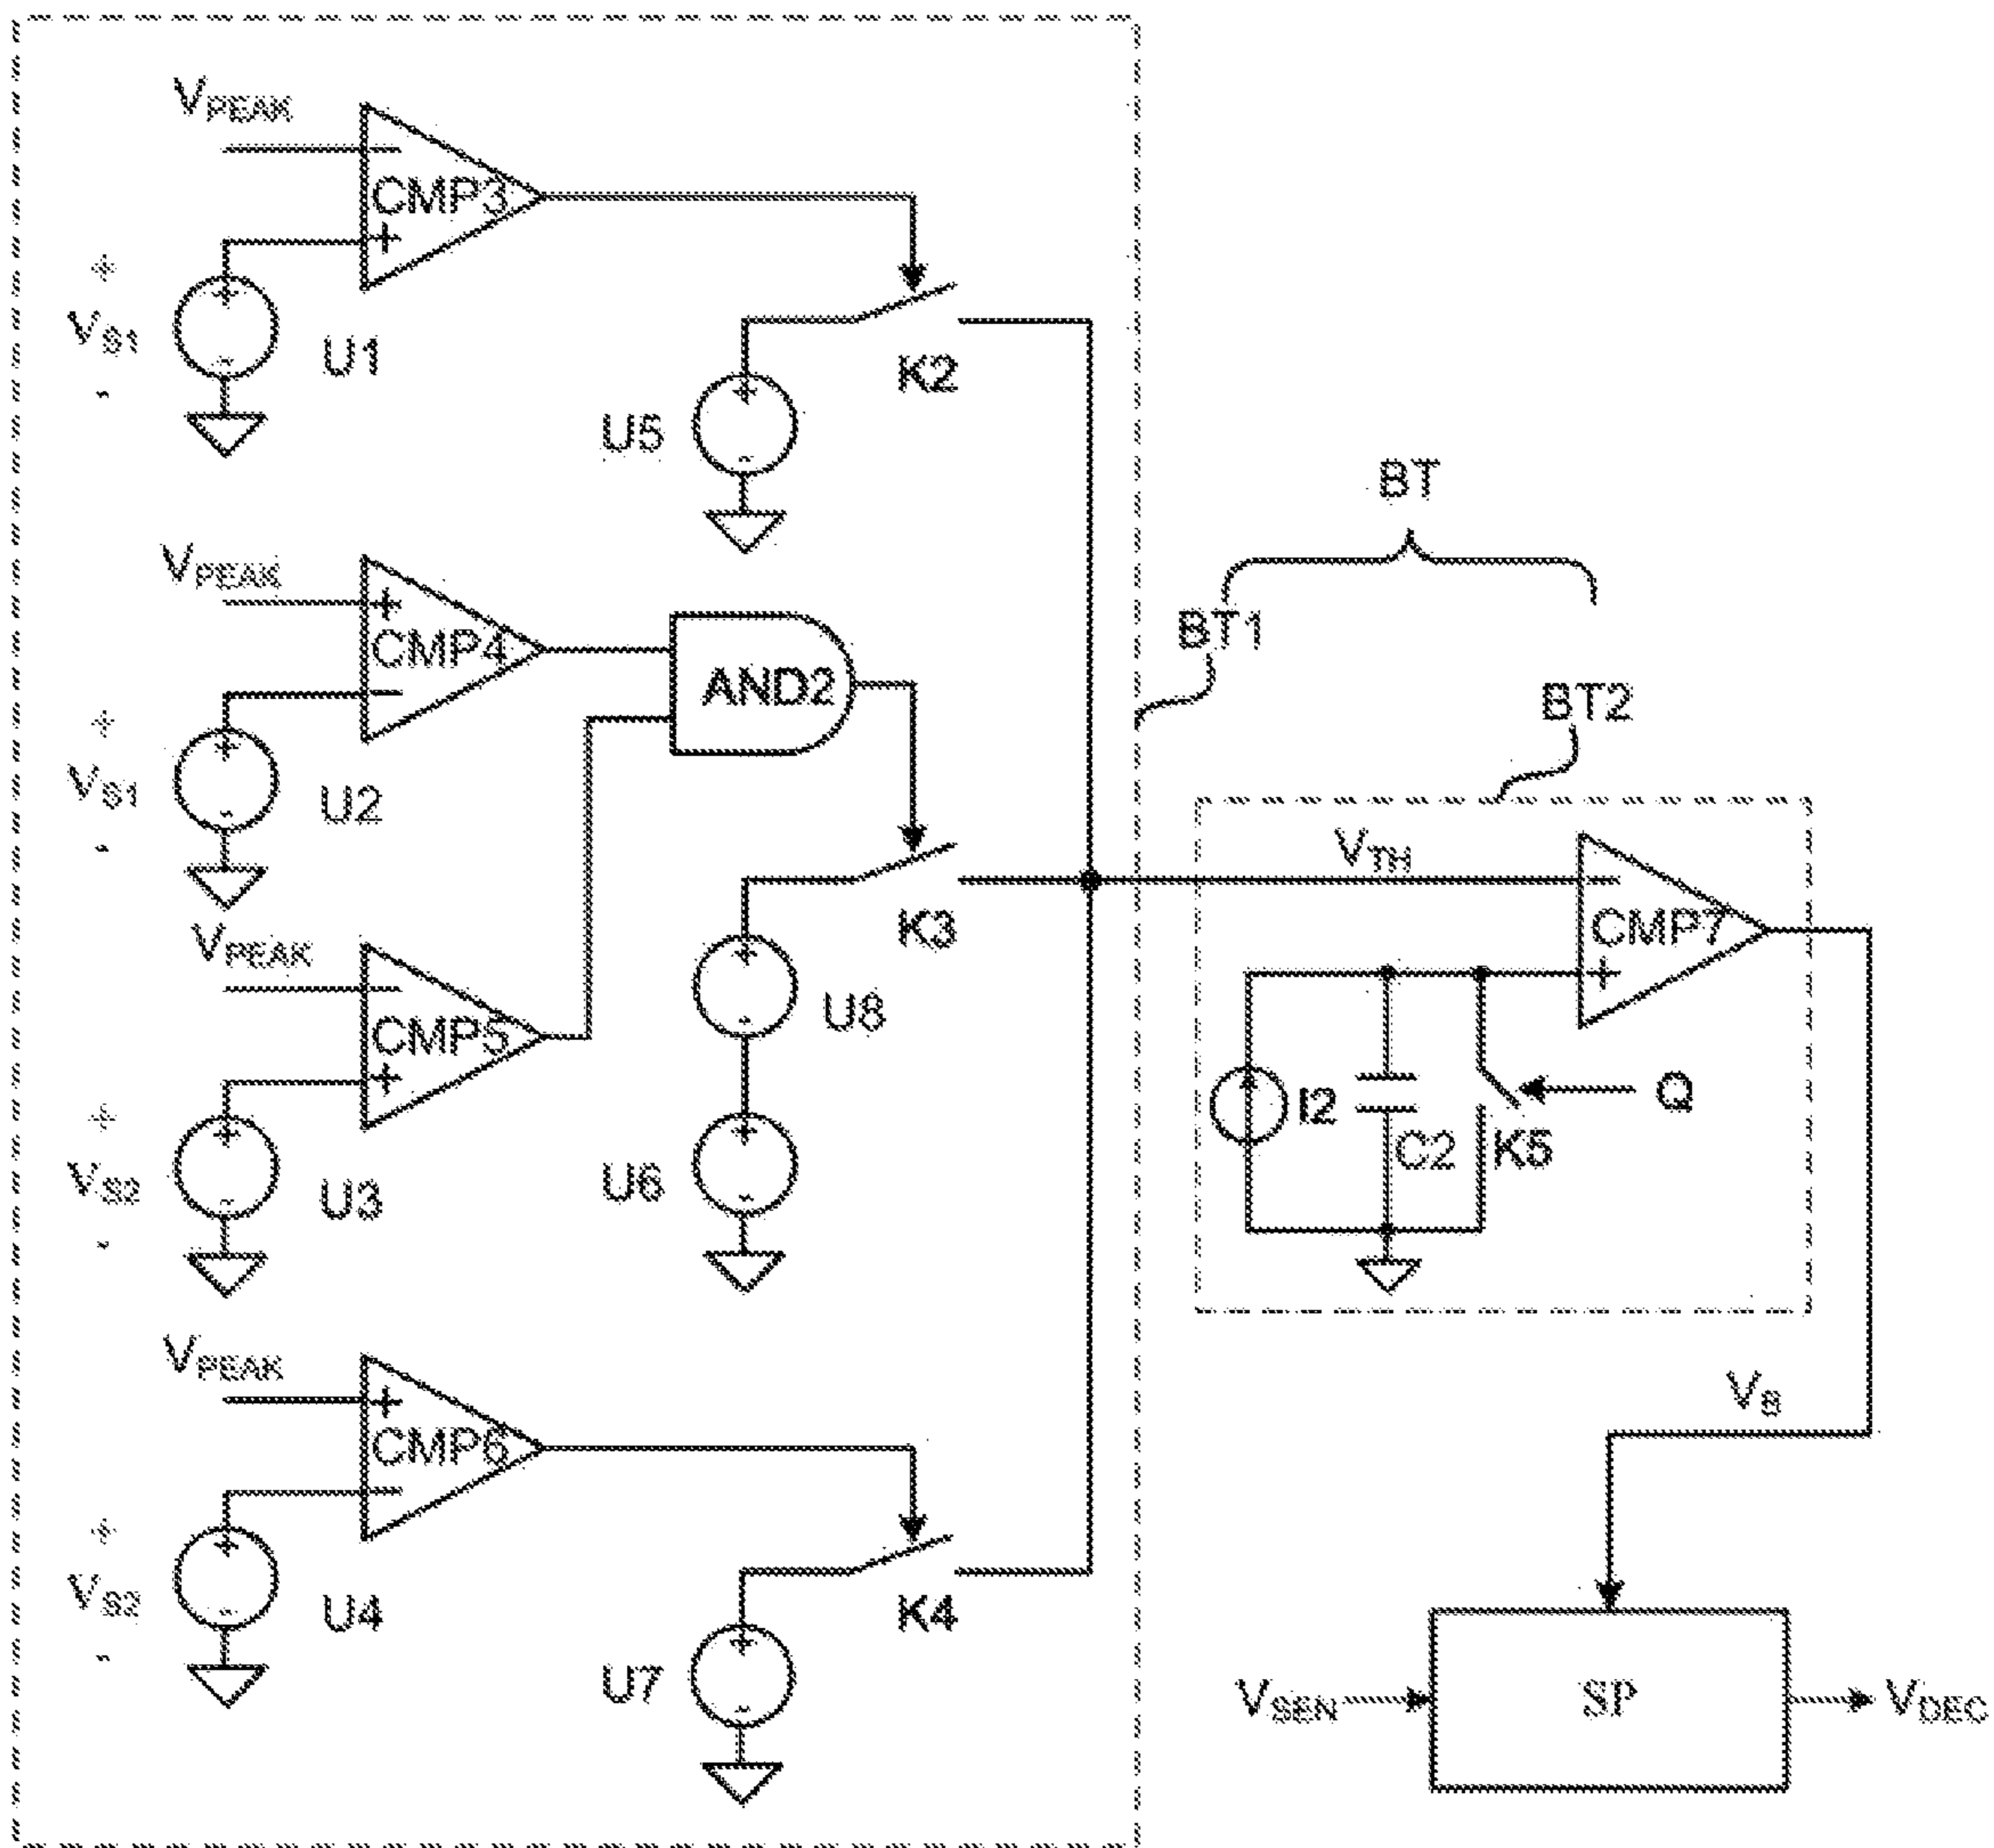 VPEAK
CMP3
+
VS1
-
U1
K2
U5
BT
VPEAK
CMP4
AND2
BT1
BT2
+
VS1
-
U2
VTH
K3
CMP7
VPEAK
CMP5
U8
I2
C2
K5
Q
+
VS2
-
U3
U6
VPEAK
CMP6
VB
+
VS2
-
U4
K4
U7
VSEN
SP
VDEC